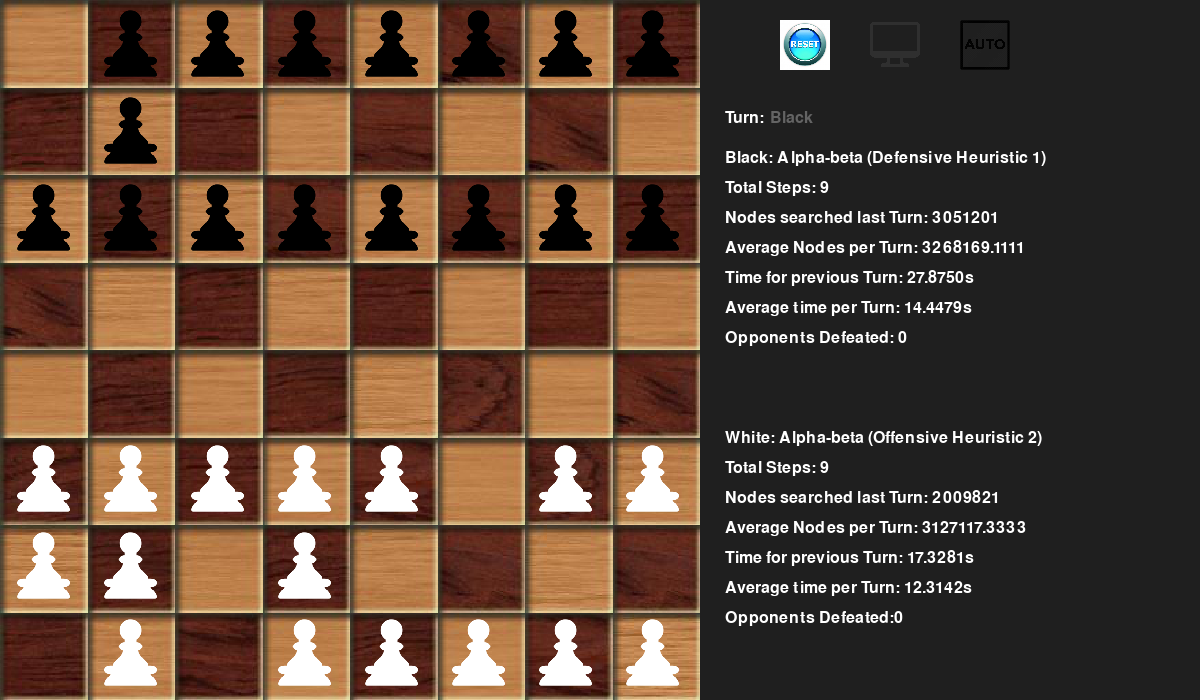 RESET
AUTO
Turn: Black
Black: Alpha-beta (Defensive Heuristic 1)
Total Steps: 9
Nodes searched last Turn: 3051201
Average Nodes per Turn: 3268169.1111
Time for previous Turn: 27.8750s
Average time per Turn: 14.4479s
Opponents Defeated: 0
White: Alpha-beta (Offensive Heuristic 2)
Total Steps: 9
Nodes searched last Turn: 2009821
Average Nodes per Turn: 3127117.3333
Time for previous Turn: 17.3281s
Average time per Turn: 12.3142s
Opponents Defeated:0